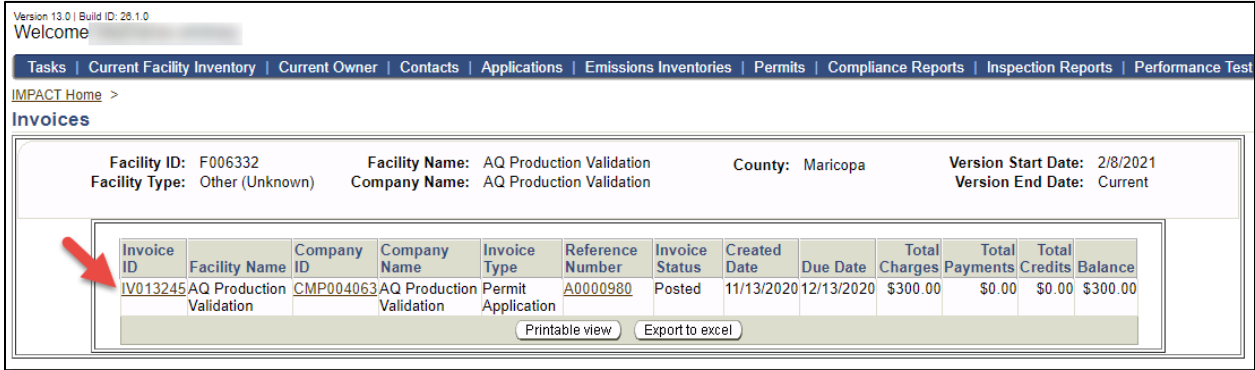 Version 13.0 | Build ID: 26.1.0
Welcome
Tasks | Current Facility Inventory | Current Owner | Contacts | Applications | Emissions Inventories | Permits | Compliance Reports | Inspection Reports | Performance Test
IMPACT Home >
Invoices
Facility ID: F006332 Facility Name: AQ Production Validation County: Maricopa Version Start Date: 2/8/2021
Facility Type: Other (Unknown) Company Name: AQ Production Validation Version End Date: Current
Invoice Company Company Invoice Reference Invoice Created Total Total Total
ID Facility Name ID Name Type Number Status Date Due Date Charges Payments Credits Balance
IV013245 AQ Production CMP004063 AQ Production Permit A0000980 Posted 11/13/2020 12/13/2020 $300.00 $0.00 $0.00 $300.00
Validation Validation Application
Printable view Export to excel